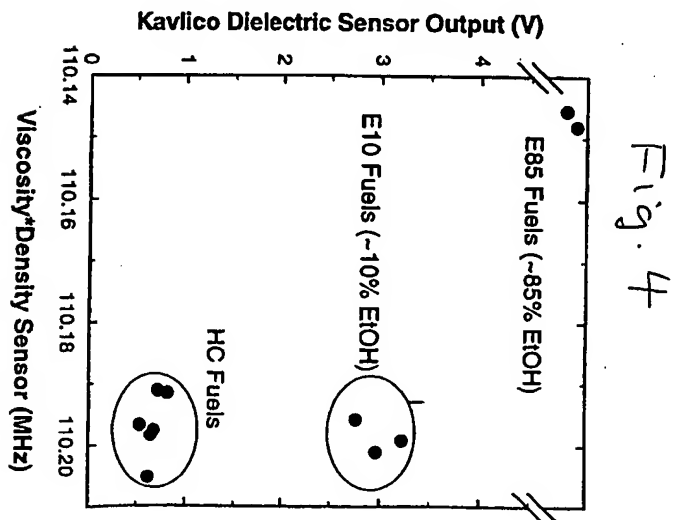 Fig. 4
Kavlico Dielectric Sensor Output (V)
0
1
2
3
4
E85 Fuels (~85% EtOH)
E10 Fuels (~10% EtOH)
HC Fuels
110.14
110.16
110.18
110.20
Viscosity*Density Sensor (MHz)